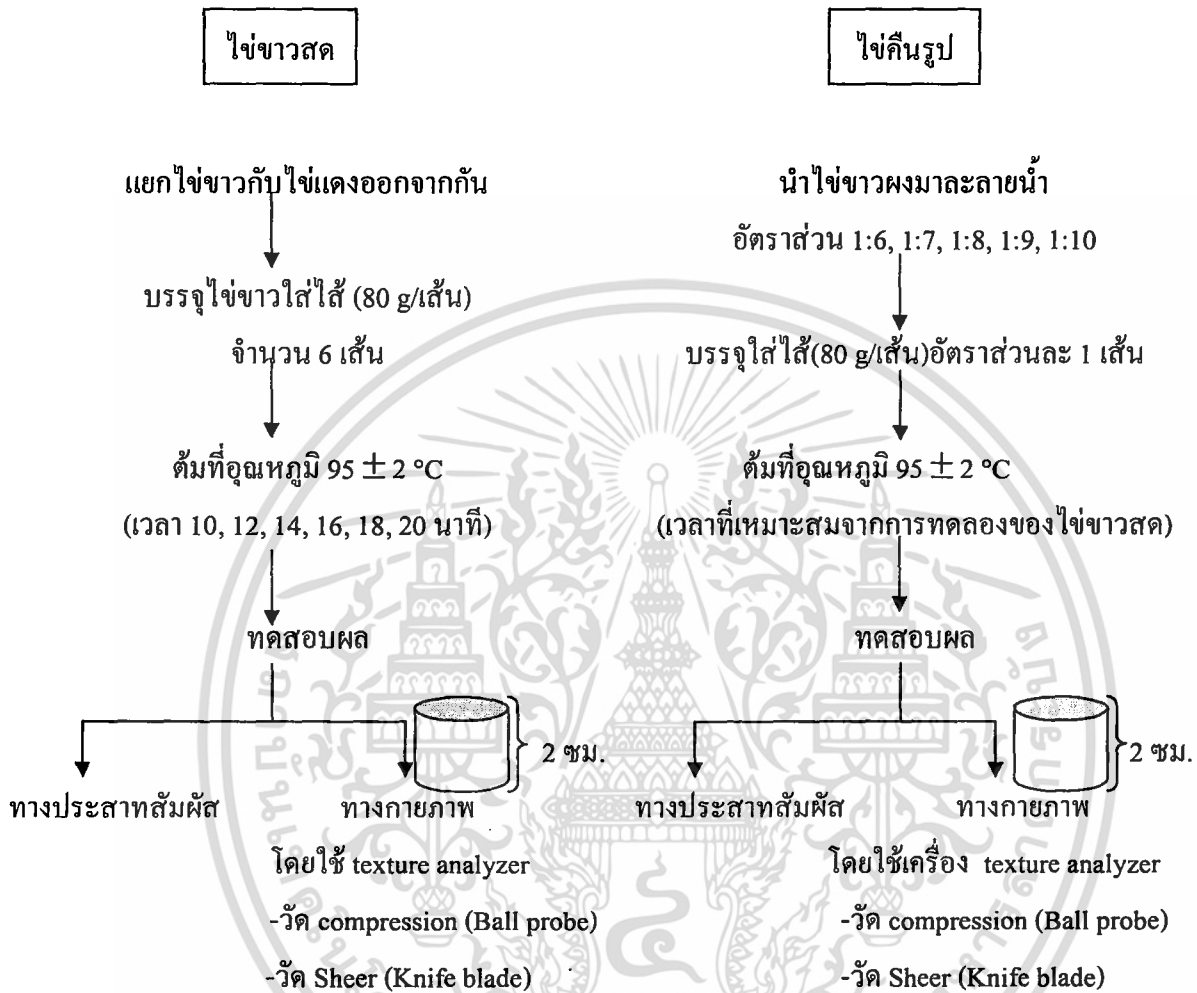 ไข่ขาวสด
แยกไข่ขาวกับไข่แดงออกจากกัน
บรรจุไข่ขาวใส่ไส้ (80 g/เส้น)
จำนวน 6 เส้น
ต้มที่อุณหภูมิ 95 ± 2 °C
(เวลา 10, 12, 14, 16, 18, 20 นาที)
ทดสอบผล
2 ซม.
ทางประสาทสัมผัส
ทางกายภาพ
โดยใช้ texture analyzer
-วัด compression (Ball probe)
-วัด Sheer (Knife blade)
ไข่คืนรูป
นำไข่ขาวผงมาละลายน้ำ
อัตราส่วน 1:6, 1:7, 1:8, 1:9, 1:10
บรรจุใส่ไส้(80 g/เส้น)อัตราส่วนละ 1 เส้น
ต้มที่อุณหภูมิ 95 ± 2 °C
(เวลาที่เหมาะสมจากการทดลองของไข่ขาวสด)
ทดสอบผล
2 ซม.
ทางประสาทสัมผัส
ทางกายภาพ
โดยใช้เครื่อง texture analyzer
-วัด compression (Ball probe)
-วัด Sheer (Knife blade)